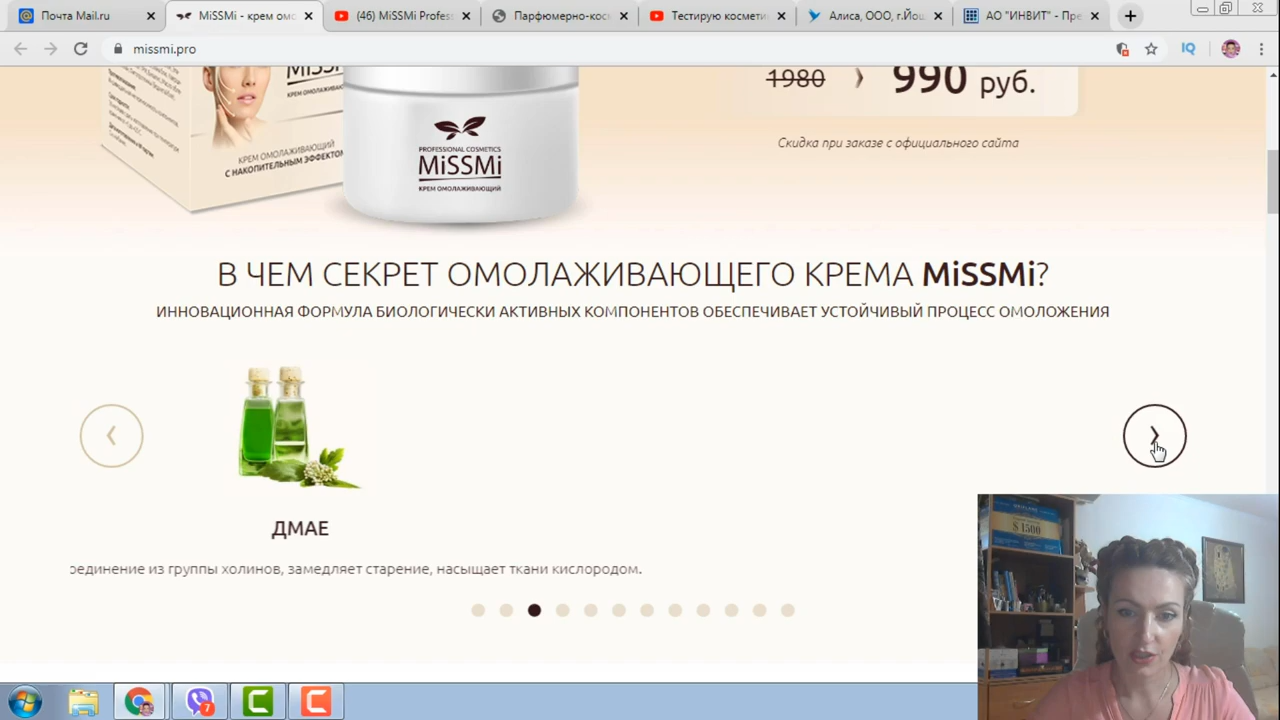 Почта Mail.ru
MiSSMi - крем омо
(46) MiSSMi Profes
Парфюмерно-кос
Тестирую космети
Алиса, ООО, г.Йош
АО "ИНВИТ" - Пре
missmi.pro
MiSSMi
КРЕМ ОМОЛАЖИВАЮЩИЙ
С НАКОПИТЕЛЬНЫМ ЭФФЕКТОМ
PROFESSIONAL COSMETICS
MiSSMi
КРЕМ ОМОЛАЖИВАЮЩИЙ
1980 › 990 руб.
Скидка при заказе с официального сайта
В ЧЕМ СЕКРЕТ ОМОЛАЖИВАЮЩЕГО КРЕМА MiSSMi?
ИННОВАЦИОННАЯ ФОРМУЛА БИОЛОГИЧЕСКИ АКТИВНЫХ КОМПОНЕНТОВ ОБЕСПЕЧИВАЕТ УСТОЙЧИВЫЙ ПРОЦЕСС ОМОЛОЖЕНИЯ
ДМАЕ
оединение из группы холинов, замедляет старение, насыщает ткани кислородом.
$ 1500
7